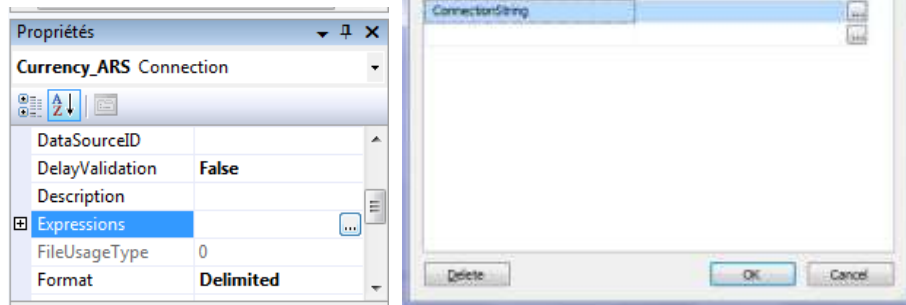 Propriétés
Currency_ARS Connection
DataSourceID
DelayValidation False
Description
Expressions ...
FileUsageType 0
Format Delimited
ConnectionString ...
...
Delete OK Cancel